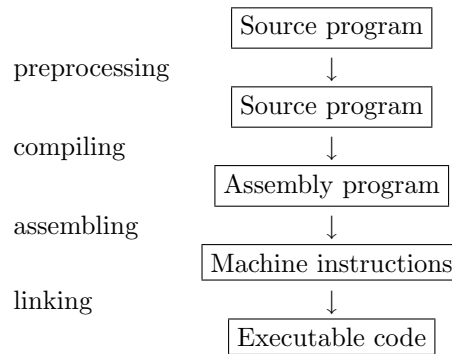 Source program
preprocessing ↓
Source program
compiling ↓
Assembly program
assembling ↓
Machine instructions
linking ↓
Executable code